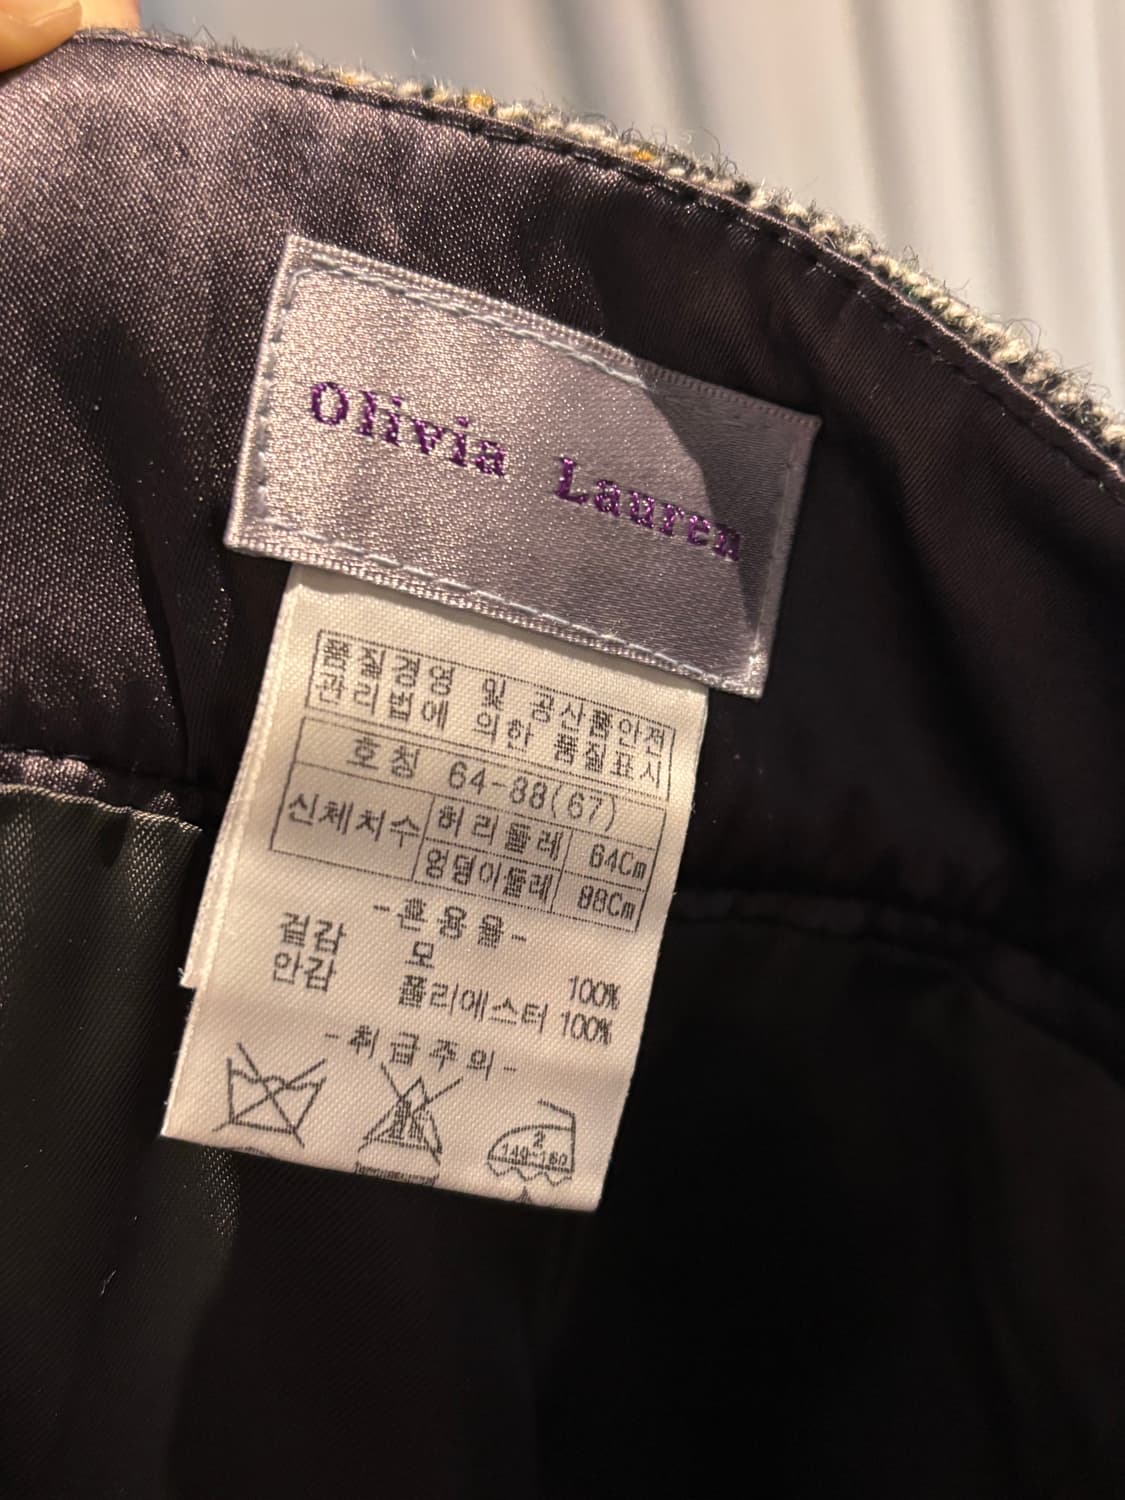 Olivia Lauren
품질경영 및 공산품안전
관리법에 의한 품질표시
호칭 64-88(67)
신체치수 허리둘레 64Cm
엉덩이둘레 88Cm
-혼용율-
겉감 모 100%
안감 폴리에스터 100%
-취급주의-
2
140~160